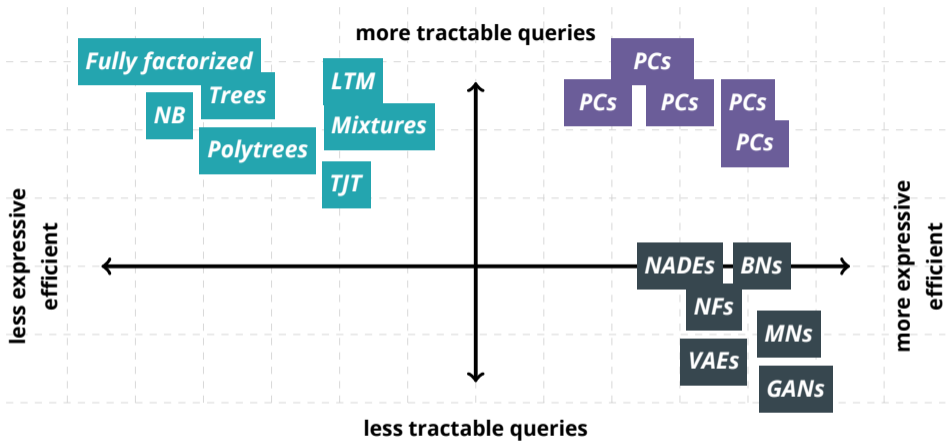 more tractable queries
Fully factorized
LTM
PCs
Trees
NB
PCs
PCs
PCs
Mixtures
PCs
Polytrees
TJT
less expressive
efficient
more expressive
efficient
NADEs
BNs
NFs
MNs
VAEs
GANs
less tractable queries